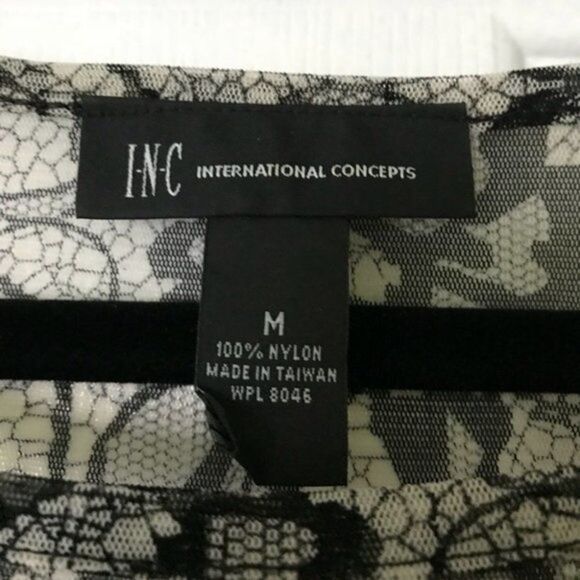 I·N·C INTERNATIONAL CONCEPTS
M
100% NYLON
MADE IN TAIWAN
WPL 8046